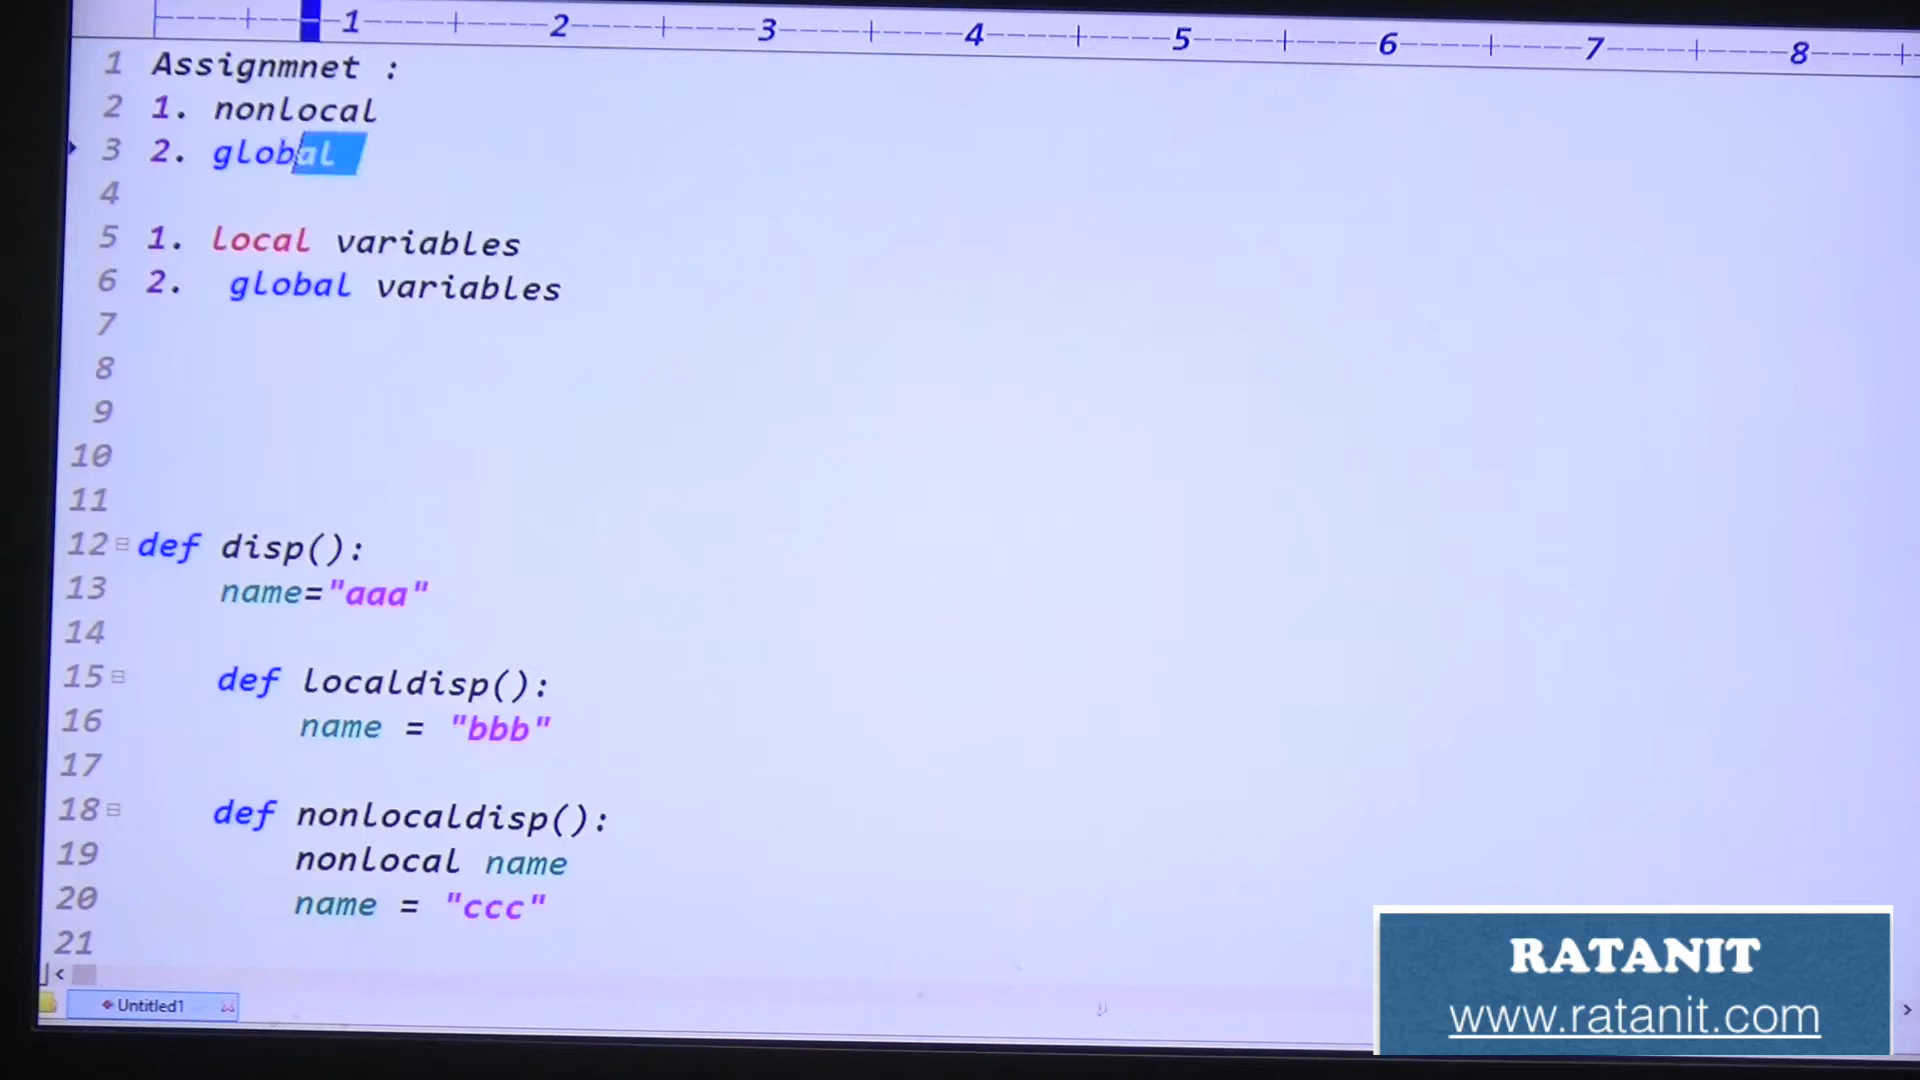 1 2 3 4 5 6 7 8
1 Assignmnet :
2 1. nonlocal
3 2. global
4
5 1. local variables
6 2. global variables
7
8
9
10
11
12 def disp():
13 name="aaa"
14
15 def localdisp():
16 name = "bbb"
17
18 def nonlocaldisp():
19 nonlocal name
20 name = "ccc"
21
Untitled1
RATANIT
www.ratanit.com